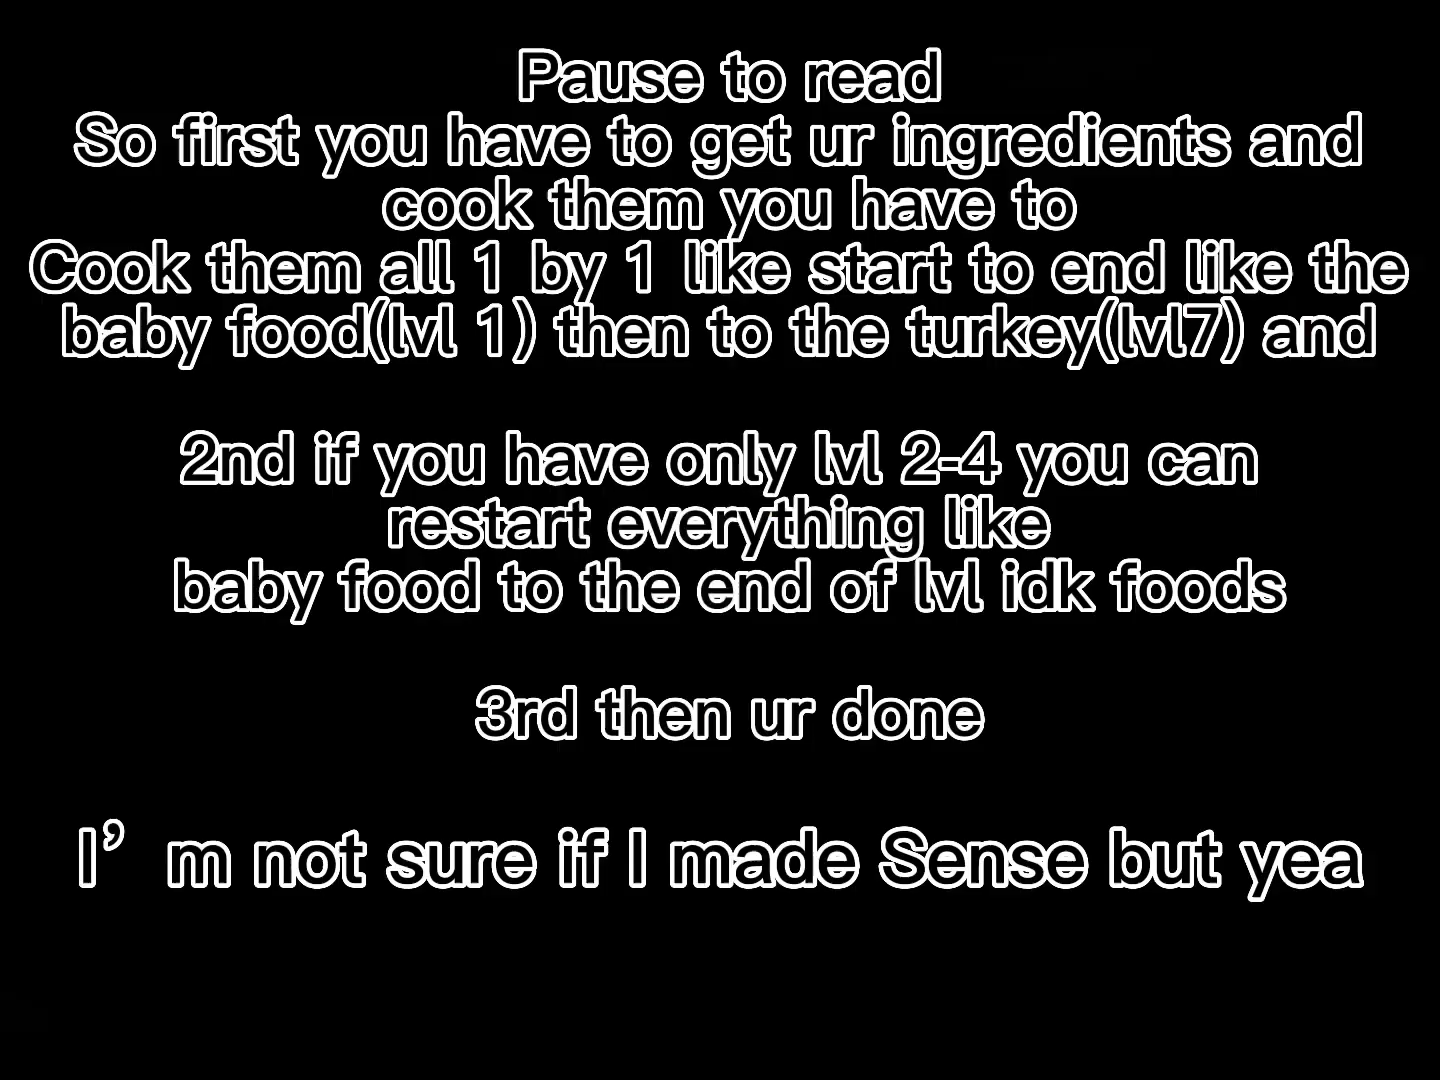 Pause to read
So first you have to get ur ingredients and
cook them you have to
Cook them all 1 by 1 like start to end like the
baby food(lvl 1) then to the turkey(lvl7) and
2nd if you have only lvl 2-4 you can
restart everything like
baby food to the end of lvl idk foods
3rd then ur done
I’m not sure if I made Sense but yea